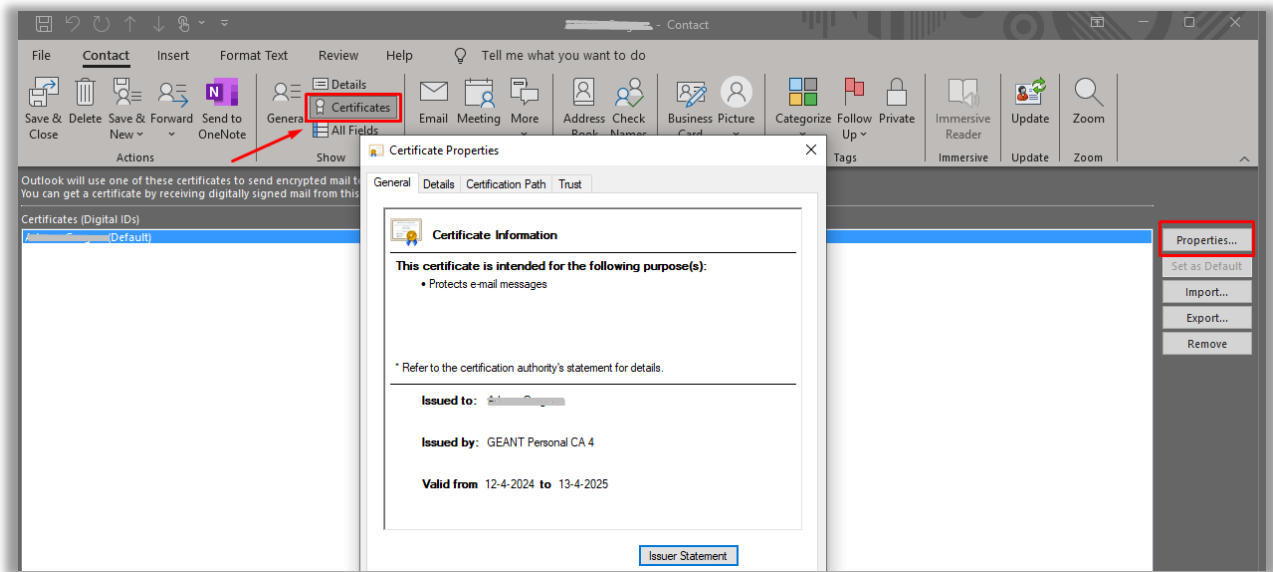 - Contact
File Contact Insert Format Text Review Help Tell me what you want to do
Save & Close
Delete
Save & New
Forward
Send to OneNote
Actions
General
Details
Certificates
All Fields
Show
Email
Meeting
More
Address Book
Check Names
Business Card
Picture
Categorize
Follow Up
Private
Tags
Immersive Reader
Immersive
Update
Update
Zoom
Zoom
Outlook will use one of these certificates to send encrypted mail to
You can get a certificate by receiving digitally signed mail from this
Certificates (Digital IDs)
(Default)
Properties...
Set as Default
Import...
Export...
Remove
Certificate Properties
General Details Certification Path Trust
Certificate Information
This certificate is intended for the following purpose(s):
• Protects e-mail messages
* Refer to the certification authority's statement for details.
Issued to:
Issued by: GEANT Personal CA 4
Valid from 12-4-2024 to 13-4-2025
Issuer Statement